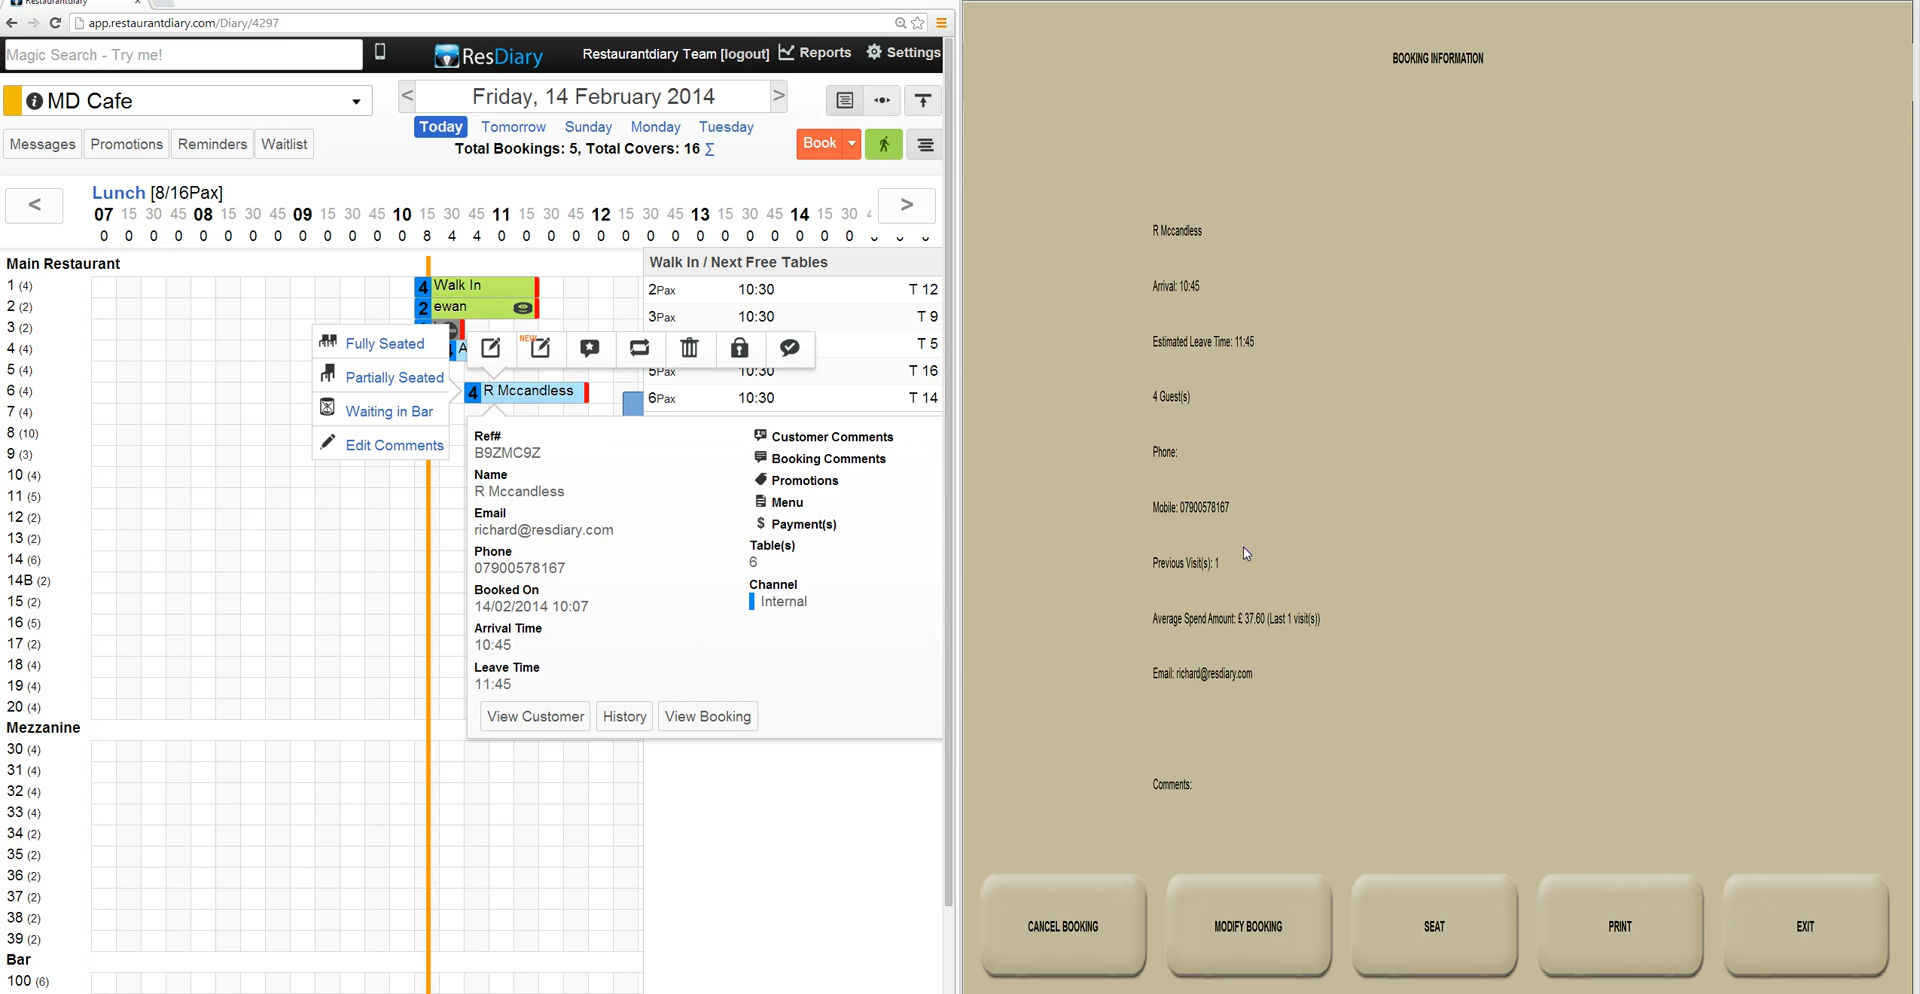 Restaurantdiary
app.restaurantdiary.com/Diary/4297
Magic Search - Try me!
ResDiary
Restaurantdiary Team [logout]
Reports
Settings
MD Cafe
< Friday, 14 February 2014 >
Today Tomorrow Sunday Monday Tuesday
Total Bookings: 5, Total Covers: 16 Σ
Messages Promotions Reminders Waitlist
Book
Lunch [8/16Pax]
< >
07 15 30 45 08 15 30 45 09 15 30 45 10 15 30 45 11 15 30 45 12 15 30 45 13 15 30 45 14 15 30
0 0 0 0 0 0 0 0 0 0 0 0 0 8 4 4 0 0 0 0 0 0 0 0 0 0 0 0 0 0 0
Main Restaurant
1 (4)
2 (2)
3 (2)
4 (4)
5 (4)
6 (4)
7 (4)
8 (10)
9 (3)
10 (4)
11 (5)
12 (2)
13 (2)
14 (6)
14B (2)
15 (2)
16 (5)
17 (2)
18 (4)
19 (4)
20 (4)
Mezzanine
30 (4)
31 (4)
32 (4)
33 (4)
34 (2)
35 (2)
36 (2)
37 (2)
38 (2)
39 (2)
Bar
100 (6)
4 Walk In
2 ewan
4 A
4 R Mccandless
Fully Seated
Partially Seated
Waiting in Bar
Edit Comments
NEW
Walk In / Next Free Tables
2Pax 10:30 T 12
3Pax 10:30 T 9
T 5
5Pax 10:30 T 16
6Pax 10:30 T 14
Ref#
B9ZMC9Z
Name
R Mccandless
Email
richard@resdiary.com
Phone
07900578167
Booked On
14/02/2014 10:07
Arrival Time
10:45
Leave Time
11:45
Customer Comments
Booking Comments
Promotions
Menu
$ Payment(s)
Table(s)
6
Channel
Internal
View Customer History View Booking
BOOKING INFORMATION
R Mccandless
Arrival: 10:45
Estimated Leave Time: 11:45
4 Guest(s)
Phone:
Mobile: 07900578167
Previous Visit(s): 1
Average Spend Amount: £ 37.60 (Last 1 visit(s))
Email: richard@resdiary.com
Comments:
CANCEL BOOKING
MODIFY BOOKING
SEAT
PRINT
EXIT